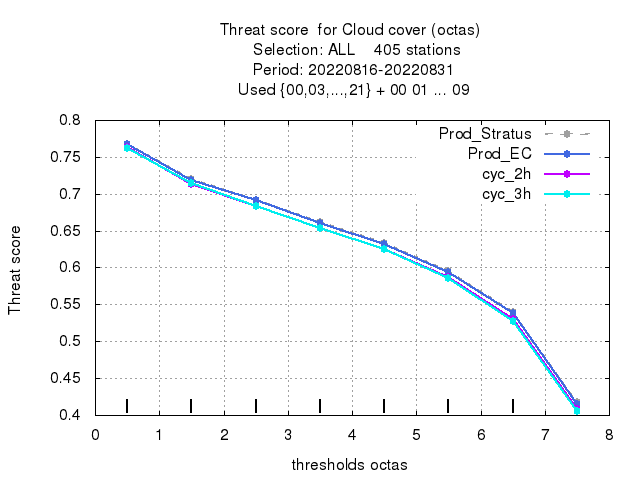 Threat score  for Cloud cover (octas)
Selection: ALL    405 stations
Period: 20220816-20220831
Used {00,03,...,21} + 00 01 ... 09
Prod_Stratus
Prod_EC
cyc_2h
cyc_3h
0.8
0.75
0.7
0.65
0.6
0.55
0.5
0.45
0.4
Threat score
0 1 2 3 4 5 6 7 8
thresholds octas